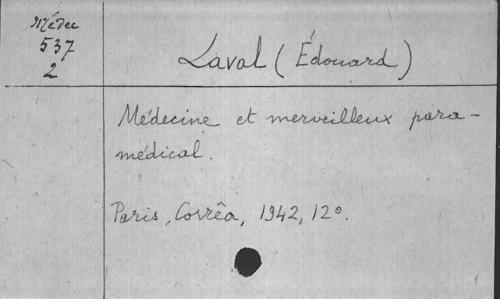 Médec
537
2
Laval (Édouard)
Médecine et merveilleux para-
médical.
Paris, Corrêa, 1942, 12°.